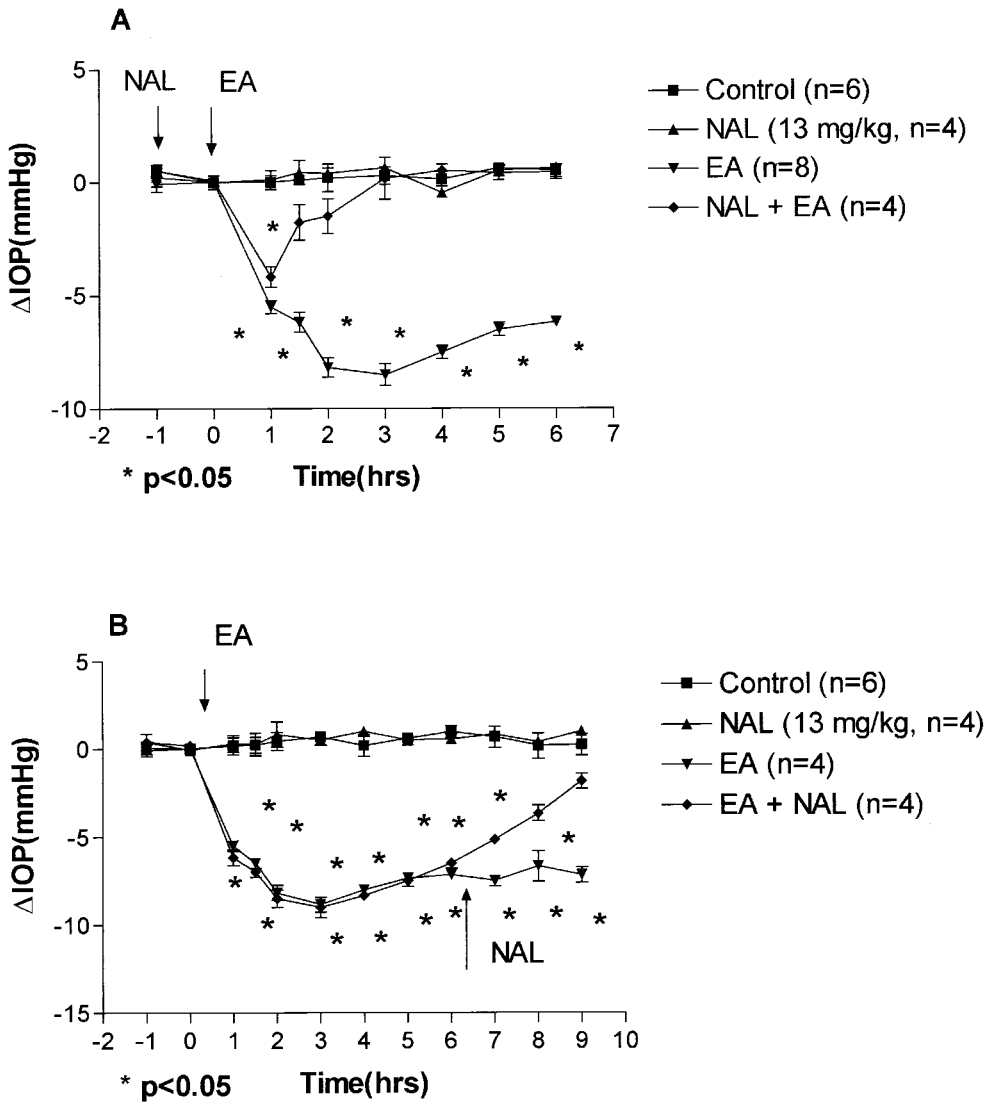 A
NAL
EA
ΔIOP(mmHg)
5
0
-5
-10
-2 -1 0 1 2 3 4 5 6 7
* p<0.05
Time(hrs)
Control (n=6)
NAL (13 mg/kg, n=4)
EA (n=8)
NAL + EA (n=4)
* * * * * * * *
B
EA
ΔIOP(mmHg)
5
0
-5
-10
-15
-2 -1 0 1 2 3 4 5 6 7 8 9 10
* p<0.05
Time(hrs)
Control (n=6)
NAL (13 mg/kg, n=4)
EA (n=4)
EA + NAL (n=4)
* * * * * * * *
* * * * * * * * *
NAL